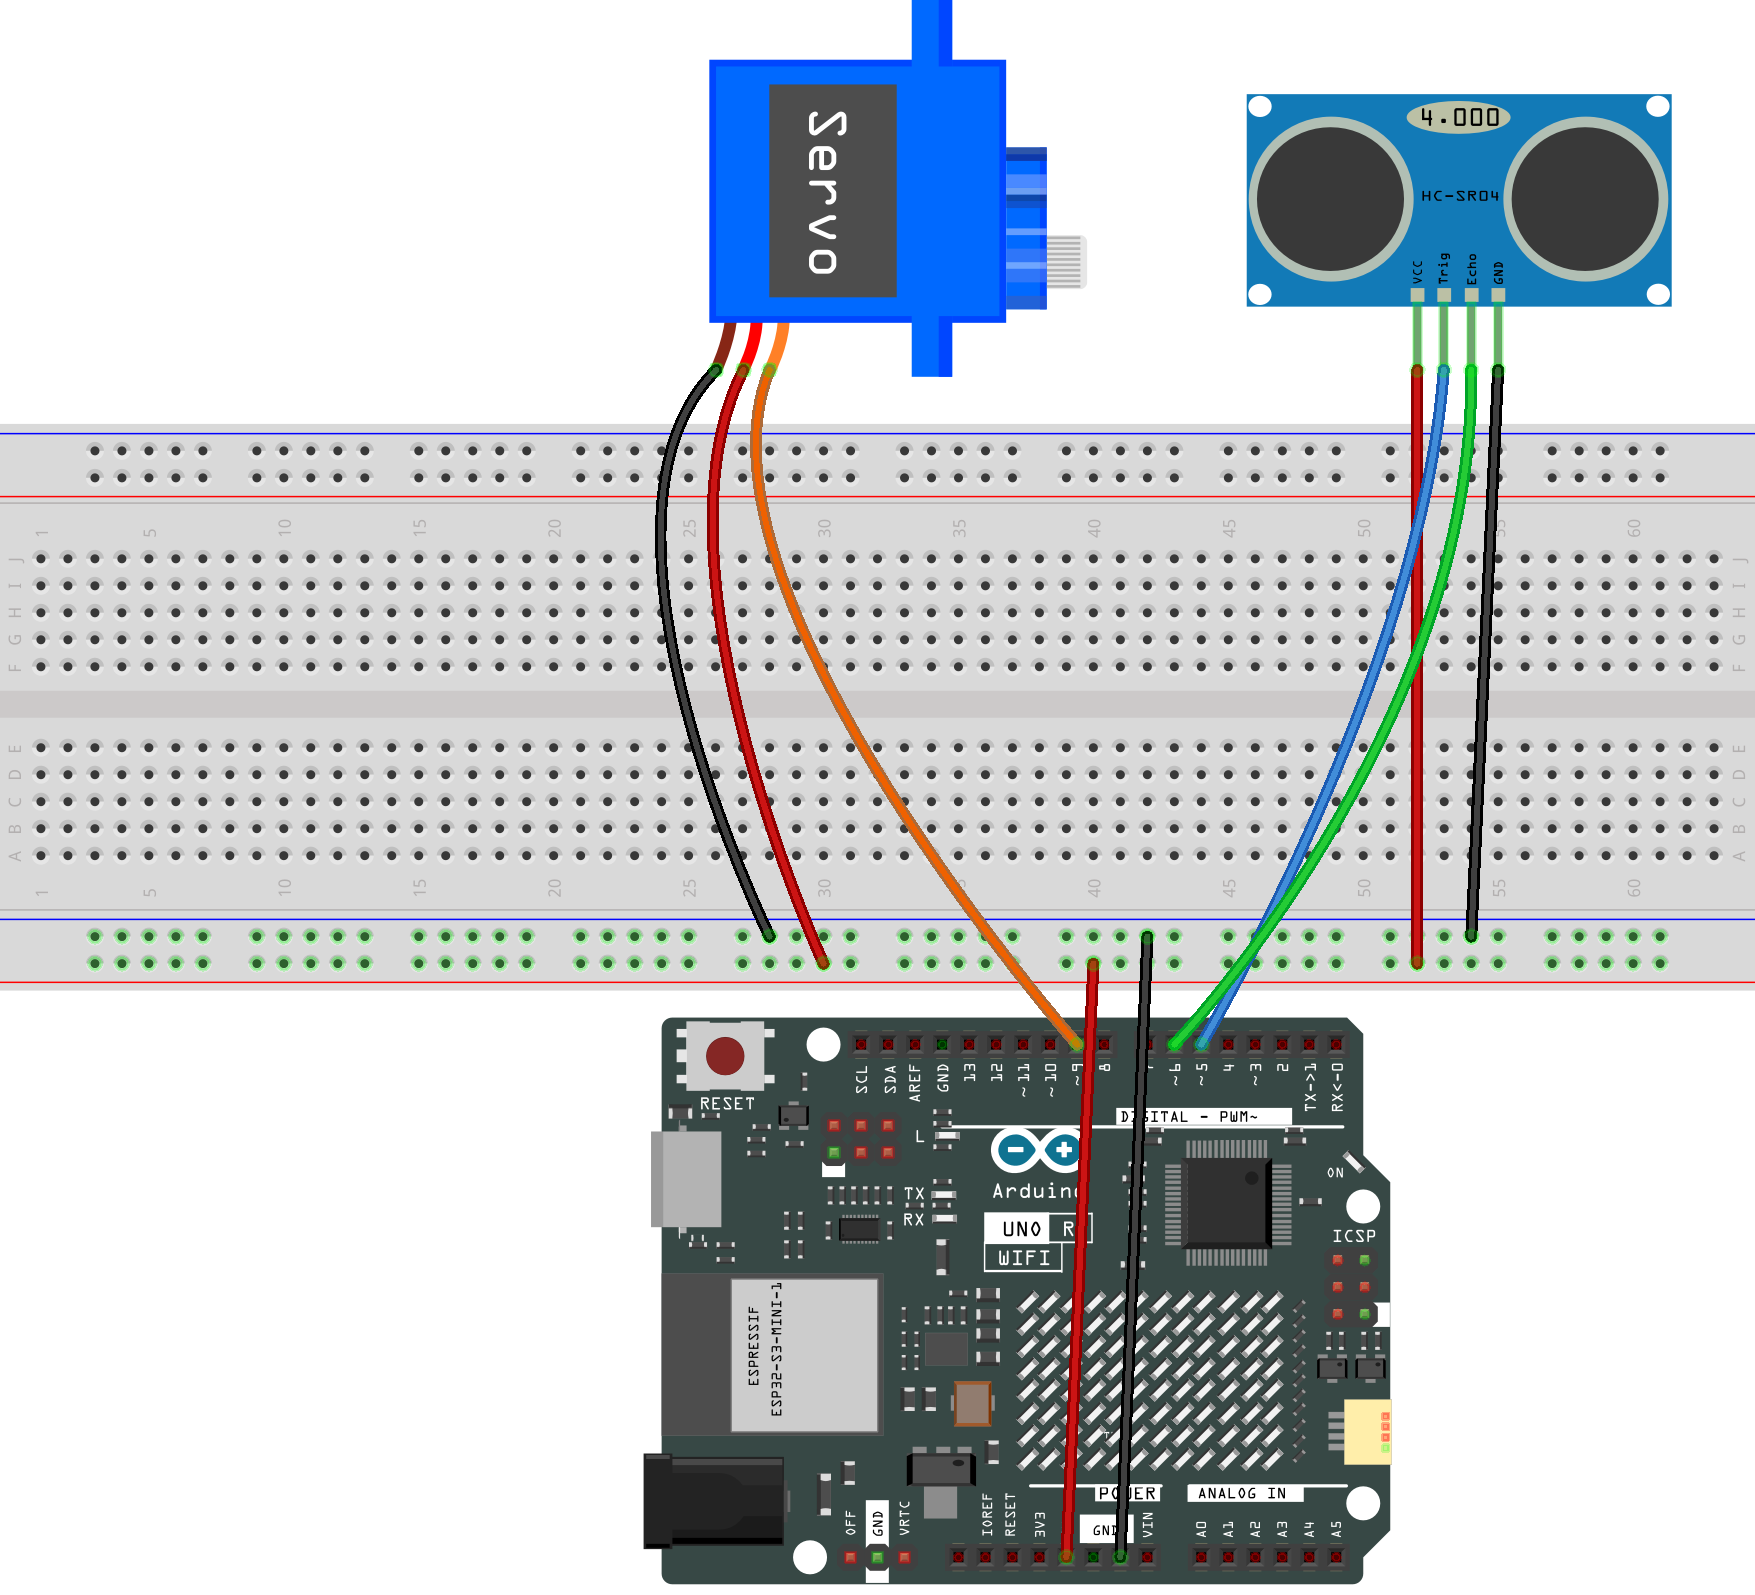 Servo
4.000
HC-SR04
VCC
Trig
Echo
GND
1 5 10 15 20 25 30 35 40 45 50 55 60
J J
I I
H H
G G
F F
E E
D D
C C
B B
A A
1 5 10 15 20 25 30 40 45 50 55 60
RESET
SCL
SDA
AREF
GND
13
12
~11
~10
~9
8
~6
~5
4
~3
2
TX->1
RX<-0
DIGITAL - PWM~
L
TX
RX
Arduino
UNO R
WIFI
ON
ICSP
ESPRESSIF
ESP32-S3-MINI-1
POWER
ANALOG IN
OFF
GND
VRTC
IOREF
RESET
3V3
GND
VIN
A0
A1
A2
A3
A4
A5